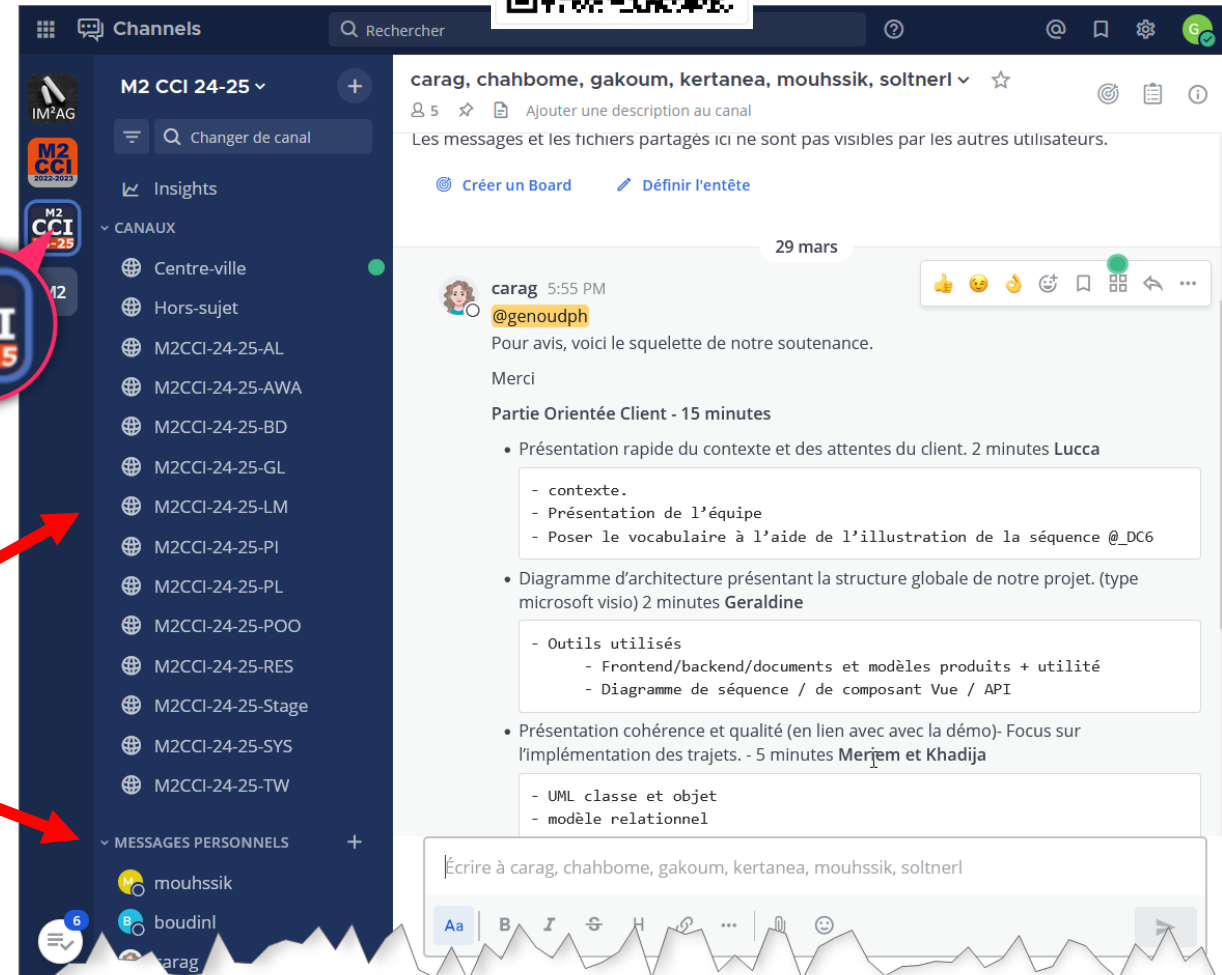 Channels
Rechercher
IM²AG
M2
CCI
2022-2023
M2
CCI
-25
M2
I
5
M2 CCI 24-25
Changer de canal
Insights
CANAUX
Centre-ville
Hors-sujet
M2CCI-24-25-AL
M2CCI-24-25-AWA
M2CCI-24-25-BD
M2CCI-24-25-GL
M2CCI-24-25-LM
M2CCI-24-25-PI
M2CCI-24-25-PL
M2CCI-24-25-POO
M2CCI-24-25-RES
M2CCI-24-25-Stage
M2CCI-24-25-SYS
M2CCI-24-25-TW
MESSAGES PERSONNELS
mouhssik
boudinl
carag
6
carag, chahbome, gakoum, kertanea, mouhssik, soltnerl
5 Ajouter une description au canal
Les messages et les fichiers partagés ici ne sont pas visibles par les autres utilisateurs.
Créer un Board Définir l'entête
29 mars
carag 5:55 PM
@genoudph
Pour avis, voici le squelette de notre soutenance.
Merci
Partie Orientée Client - 15 minutes
• Présentation rapide du contexte et des attentes du client. 2 minutes Lucca
- contexte.
- Présentation de l’équipe
- Poser le vocabulaire à l’aide de l’illustration de la séquence @_DC6
• Diagramme d’architecture présentant la structure globale de notre projet. (type
microsoft visio) 2 minutes Geraldine
- Outils utilisés
- Frontend/backend/documents et modèles produits + utilité
- Diagramme de séquence / de composant Vue / API
• Présentation cohérence et qualité (en lien avec avec la démo)- Focus sur
l’implémentation des trajets. - 5 minutes Meriem et Khadija
- UML classe et objet
- modèle relationnel
Écrire à carag, chahbome, gakoum, kertanea, mouhssik, soltnerl
Aa B I S H